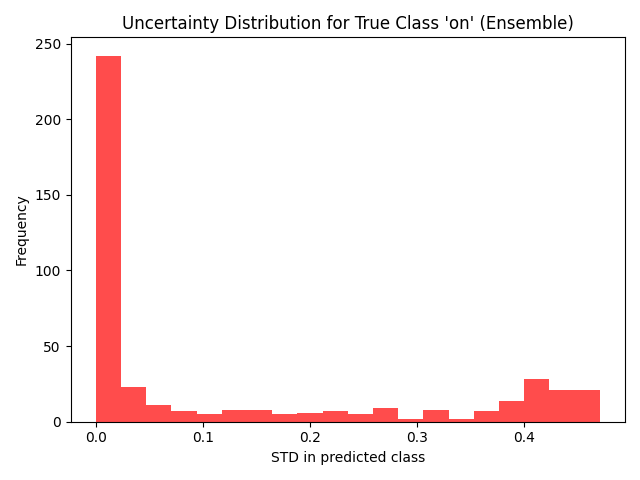 Uncertainty Distribution for True Class 'on' (Ensemble)
250
200
150
100
50
0
Frequency
0.0 0.1 0.2 0.3 0.4
STD in predicted class